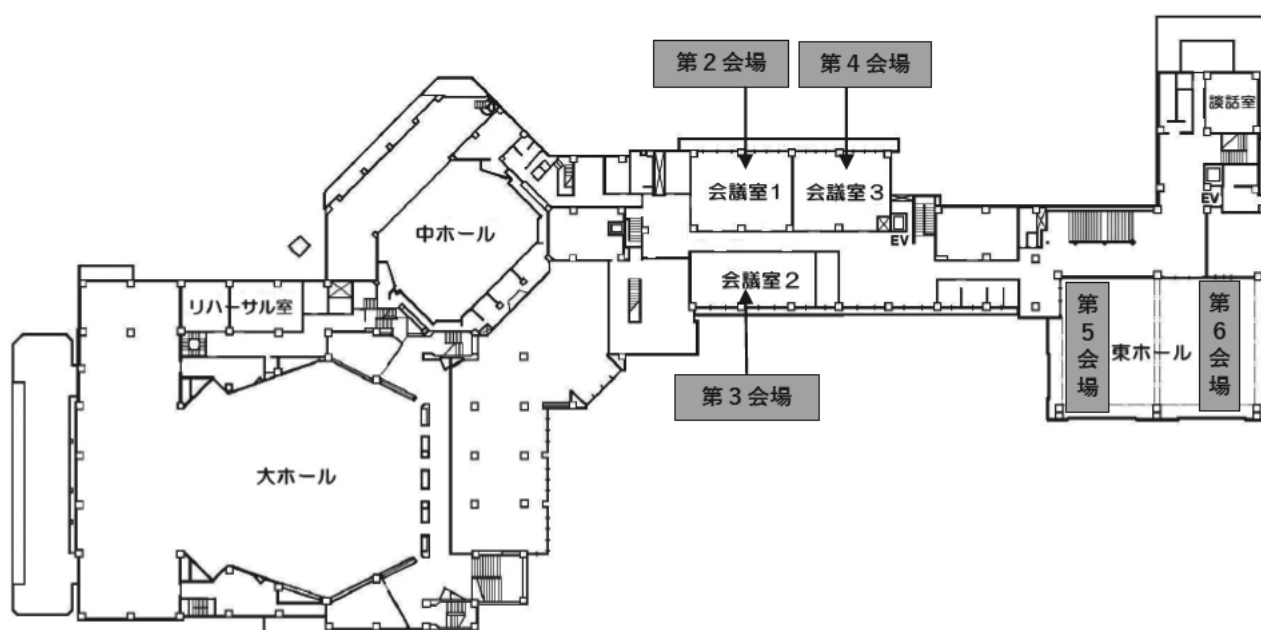 第2会場
第4会場
談話室
会議室1
会議室3
EV
中ホール
EV
会議室2
リハーサル室
第5会場
東ホール
第6会場
第3会場
大ホール